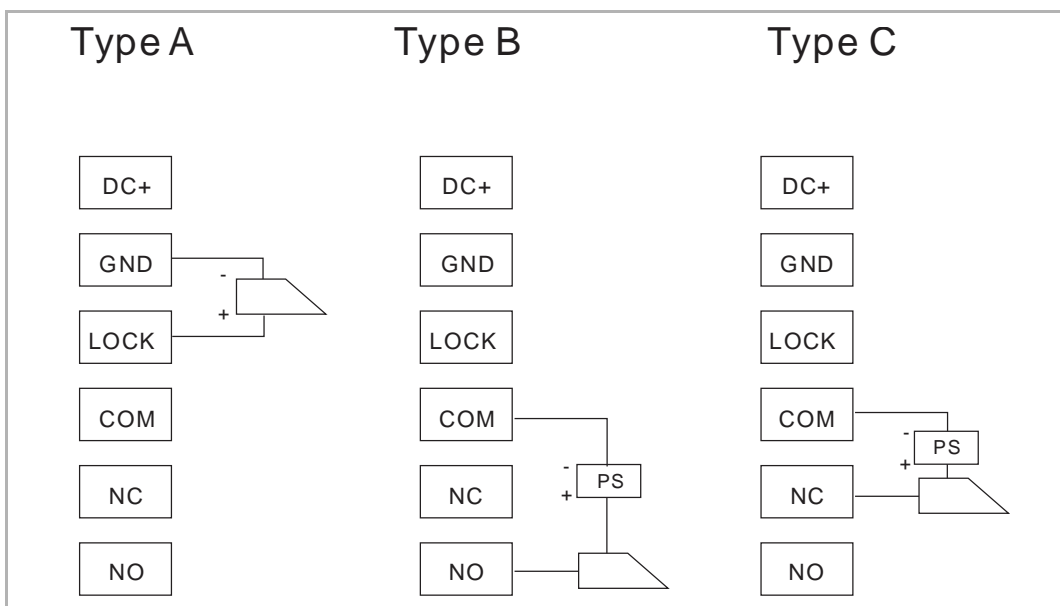 Type A Type B Type C
DC+ DC+ DC+
GND GND GND
-
+
LOCK LOCK LOCK
COM COM COM
- PS
+
NC NC NC
- PS
+
NO NO NO